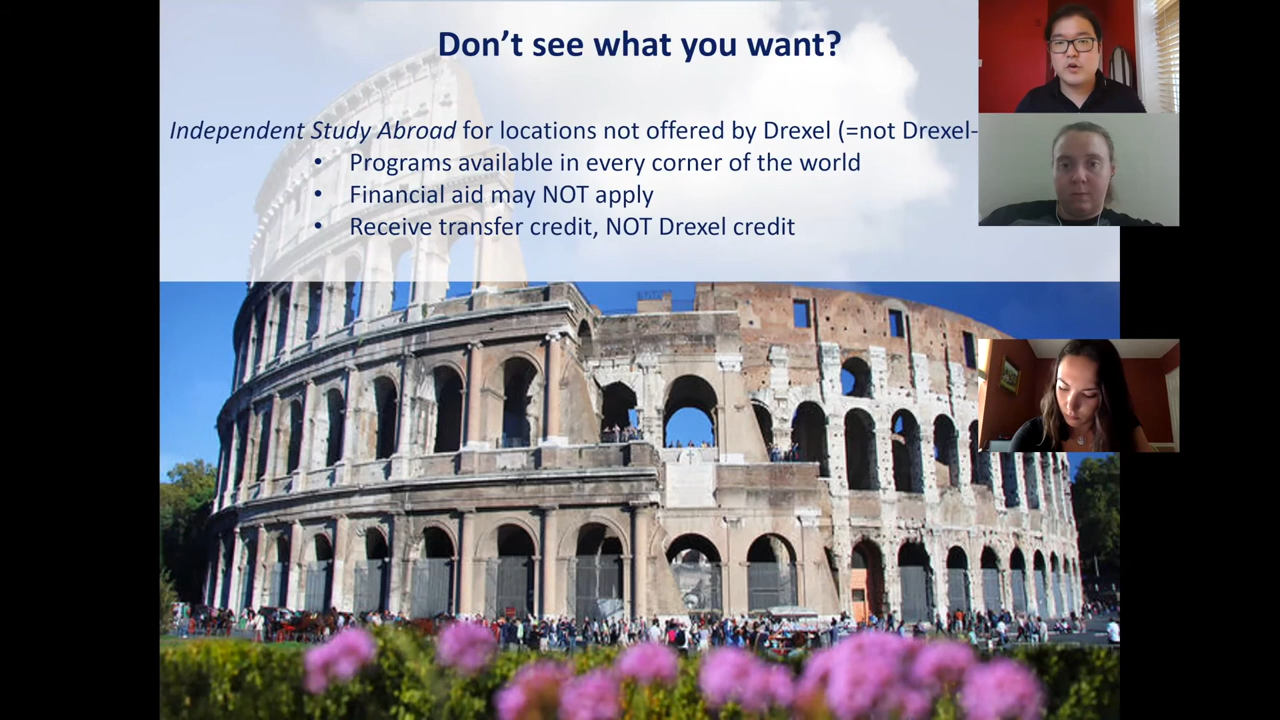 Don’t see what you want?
Independent Study Abroad for locations not offered by Drexel (=not Drexel-
• Programs available in every corner of the world
• Financial aid may NOT apply
• Receive transfer credit, NOT Drexel credit